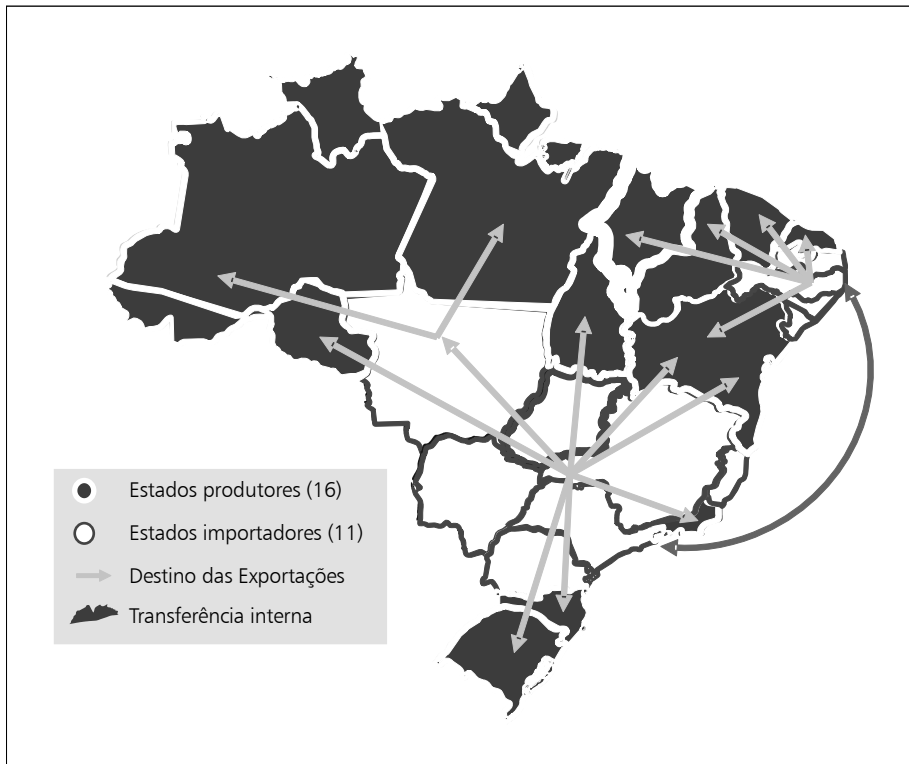 Estados produtores (16)
Estados importadores (11)
Destino das Exportações
Transferência interna